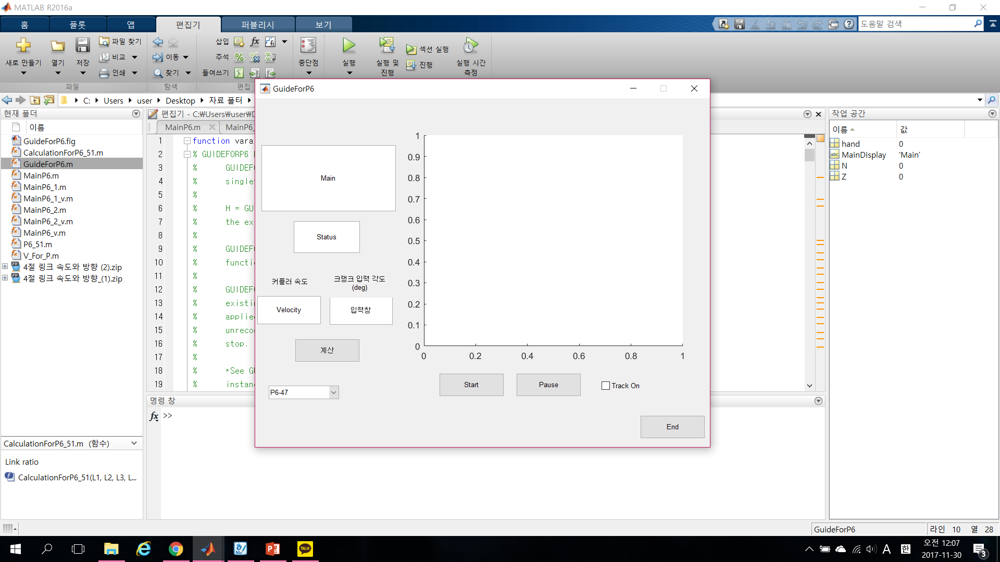 MATLAB R2016a
홈
플롯
앱
편집기
퍼블리시
보기
도움말 검색
새로 만들기
열기
저장
파일 찾기
비교
인쇄
이동
찾기
삽입
fx
주석
들여쓰기
중단점
실행
실행 및
진행
섹션 실행
진행
실행 시간
측정
파일
탐색
편집
C: Users user Desktop 자료 폴터
현재 폴더
이름
GuideForP6.fig
CalculationForP6_51.m
GuideForP6.m
MainP6.m
MainP6_1.m
MainP6_1_v.m
MainP6_2.m
MainP6_2_v.m
MainP6_v.m
P6_51.m
V_For_P.m
4절 링크 속도와 방향 (2).zip
4절 링크 속도와 방향_(1).zip
CalculationForP6_51.m (함수)
Link ratio
CalculationForP6_51(L1, L2, L3, L...
편집기 - C:₩Users₩user₩D
MainP6.m
MainP6_
1 function vara
2 % GUIDEFORP6
3 % GUIDEF
4 % single
5 %
6 % H = GU
7 % the ex
8 %
9 % GUIDEF
10 % functi
11 %
12 % GUIDEF
13 % existi
14 % applie
15 % unreco
16 % stop.
17 %
18 % *See G
19 % instan
명령 창
fx >>
GuideForP6
Main
Status
커플러 속도
크랭크 입력 각도
(deg)
Velocity
입력창
계산
P6-47
1
0.9
0.8
0.7
0.6
0.5
0.4
0.3
0.2
0.1
0
0 0.2 0.4 0.6 0.8 1
Start
Pause
Track On
End
작업 공간
이름 값
hand 0
MainDisplay 'Main'
N 0
Z 0
GuideForP6
라인 10 열 28
TALK
A
한
오전 12:07
2017-11-30
3